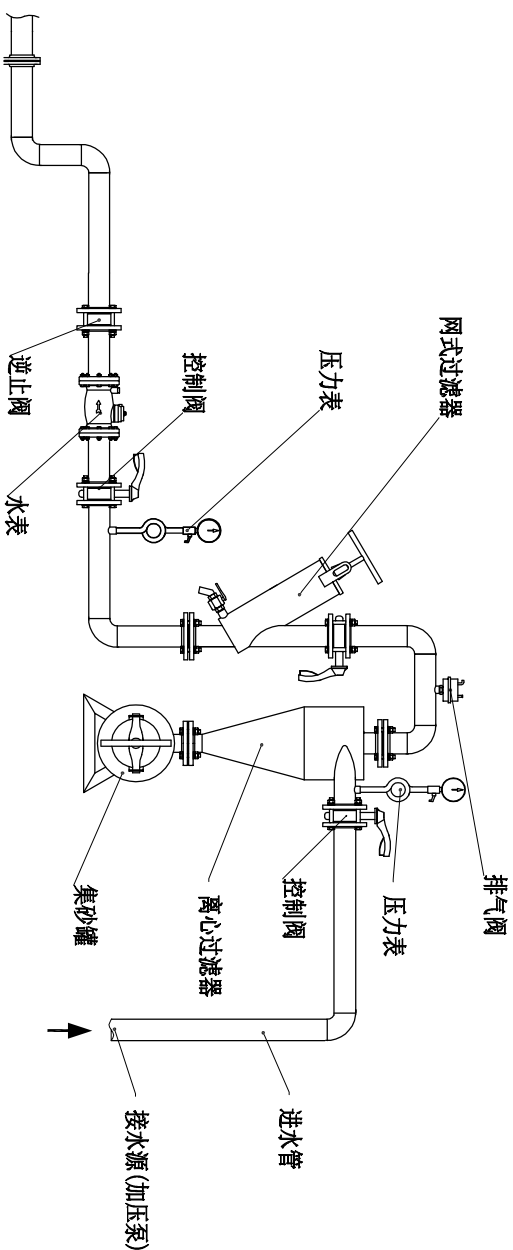 网式过滤器
压力表
控制阀
逆止阀
水表
排气阀
压力表
控制阀
离心过滤器
集砂罐
进水管
接水源(加压泵)